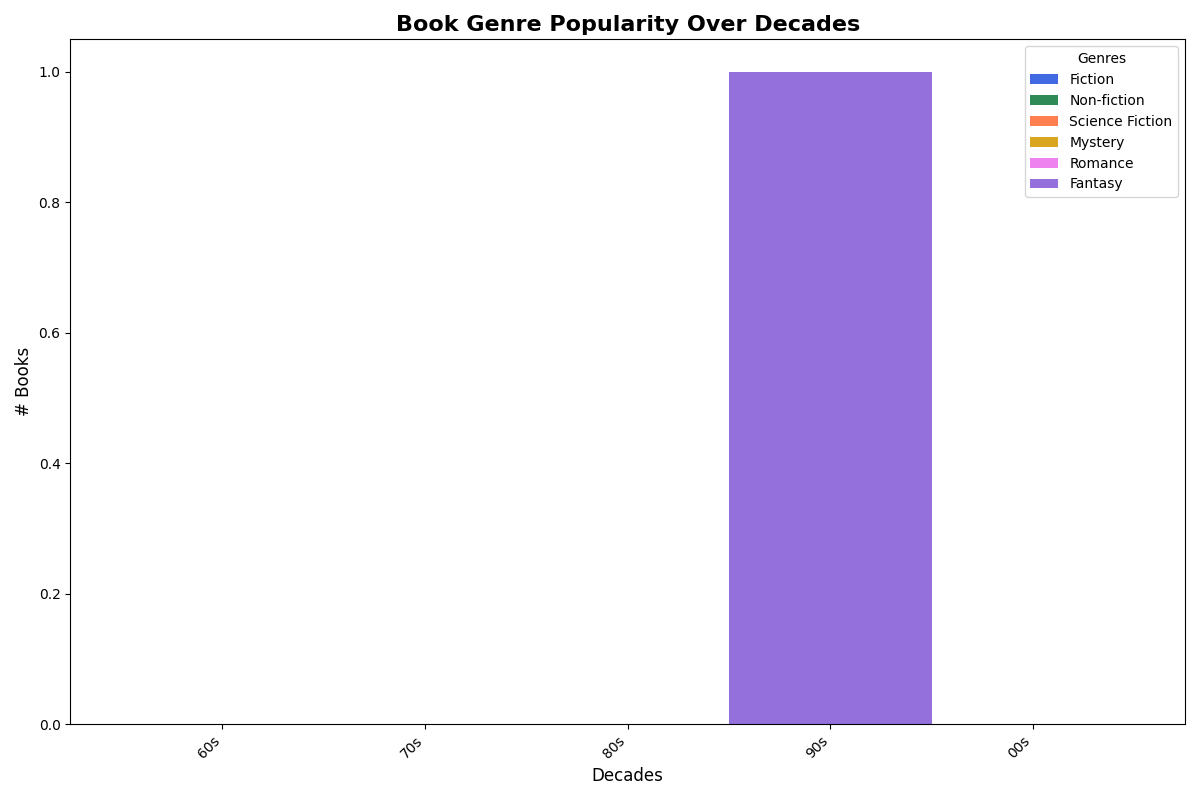 Book Genre Popularity Over Decades
Genres
Fiction
Non-fiction
Science Fiction
Mystery
Romance
Fantasy
# Books
1.0
0.8
0.6
0.4
0.2
0.0
60s 70s 80s 90s 00s
Decades